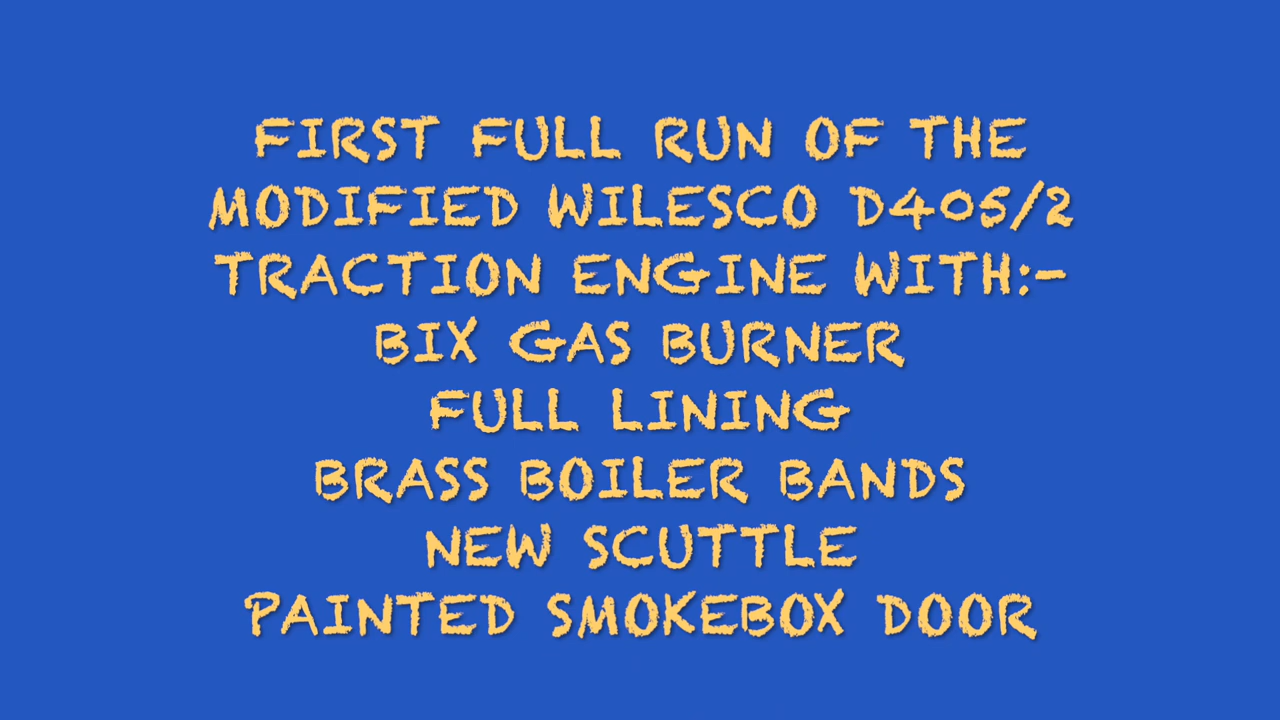 FIRST FULL RUN OF THE
MODIFIED WILESCO D405/2
TRACTION ENGINE WITH:-
BIX GAS BURNER
FULL LINING
BRASS BOILER BANDS
NEW SCUTTLE
PAINTED SMOKEBOX DOOR